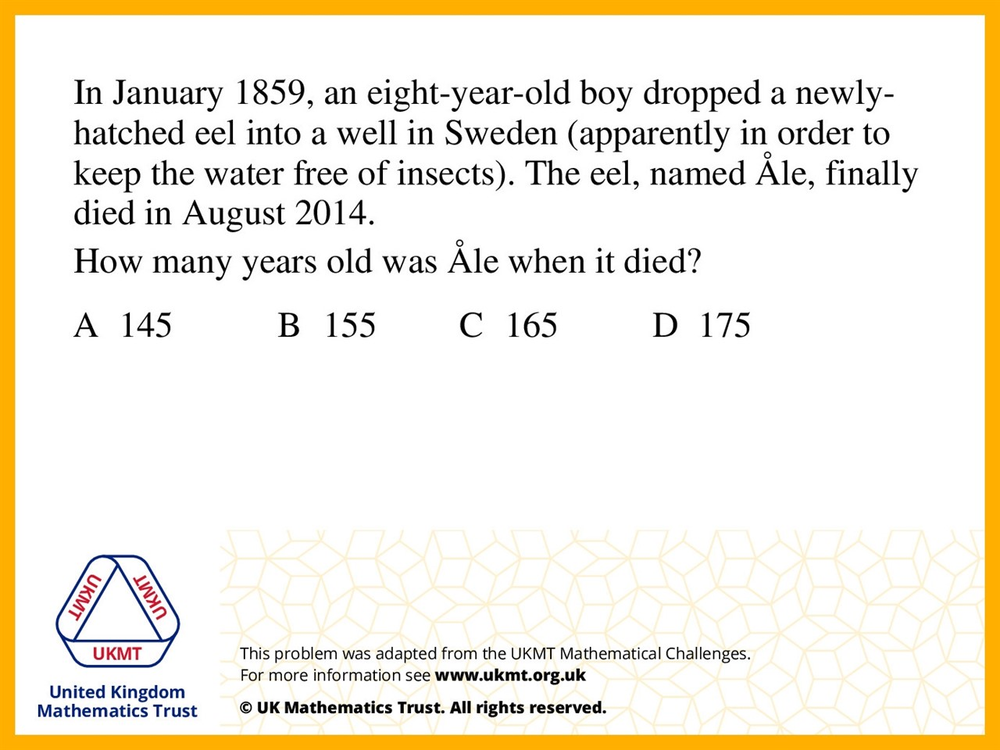 In January 1859, an eight-year-old boy dropped a newly-
hatched eel into a well in Sweden (apparently in order to
keep the water free of insects). The eel, named Åle, finally
died in August 2014.
How many years old was Åle when it died?
A 145 B 155 C 165 D 175
UKMT UKMT
UKMT
United Kingdom
Mathematics Trust
This problem was adapted from the UKMT Mathematical Challenges.
For more information see www.ukmt.org.uk
© UK Mathematics Trust. All rights reserved.